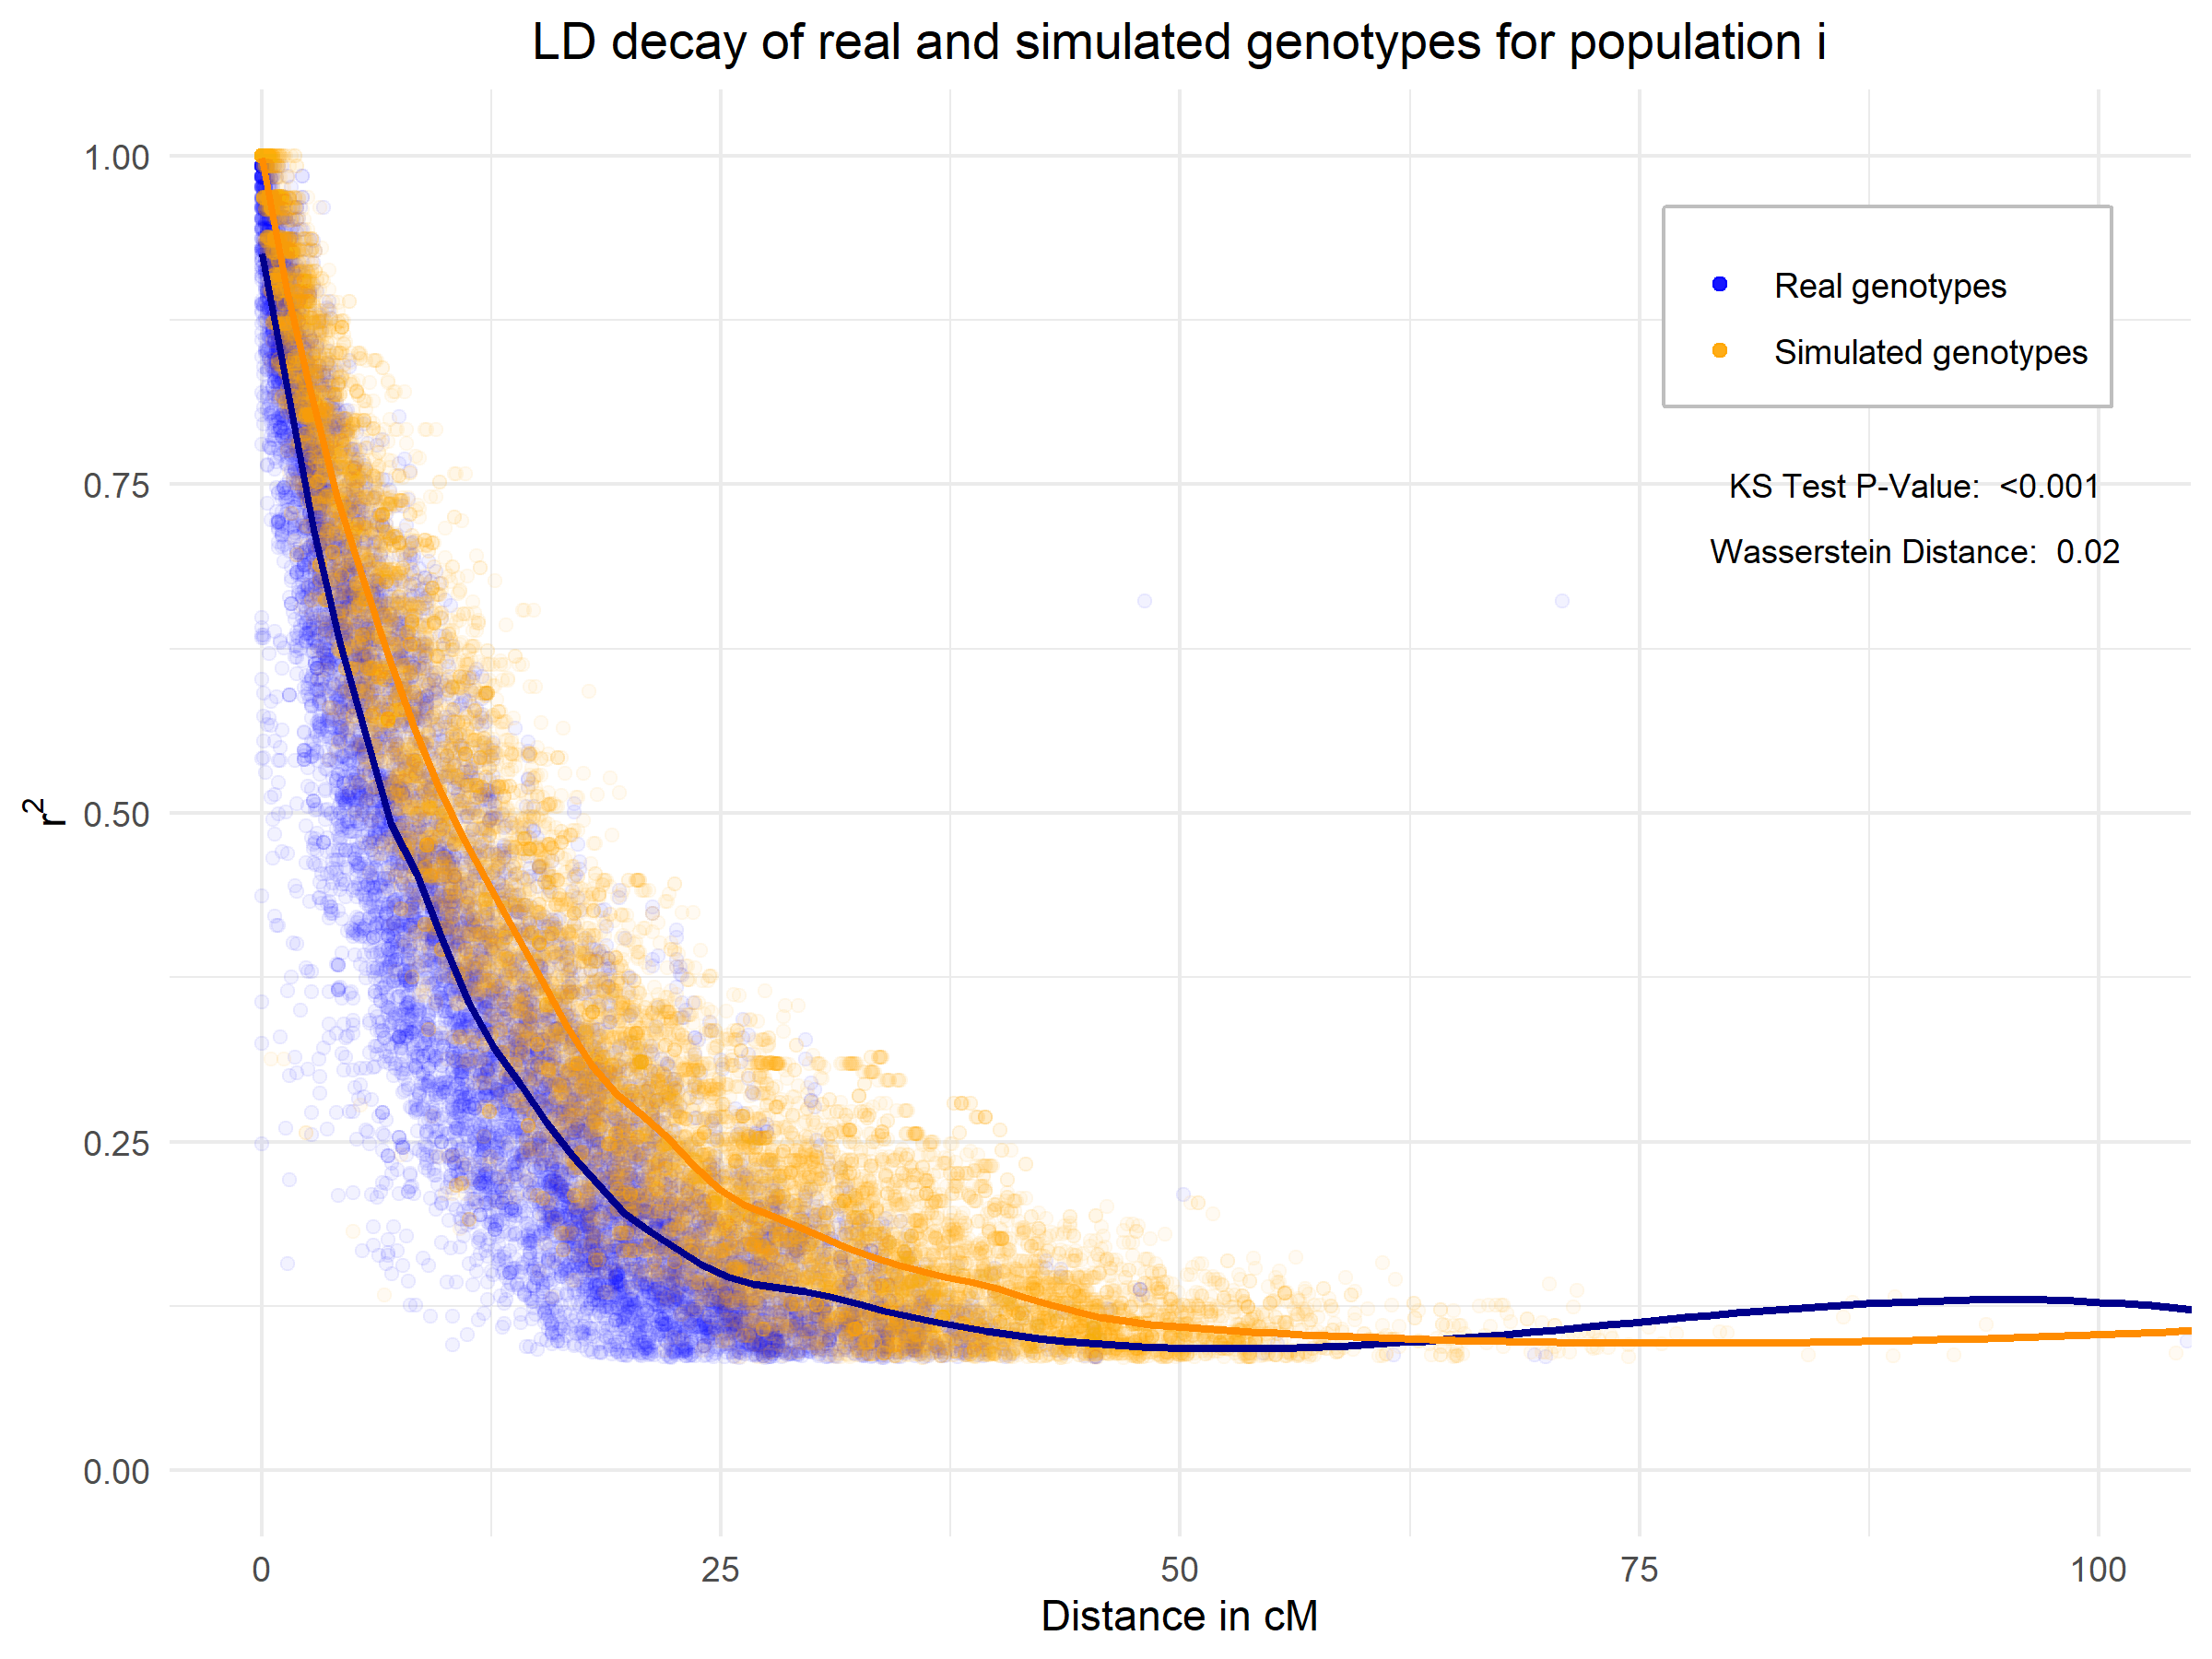 LD decay of real and simulated genotypes for population i
1.00
0.75
0.50
0.25
0.00
r²
Real genotypes
Simulated genotypes
KS Test P-Value: <0.001
Wasserstein Distance: 0.02
0 25 50 75 100
Distance in cM